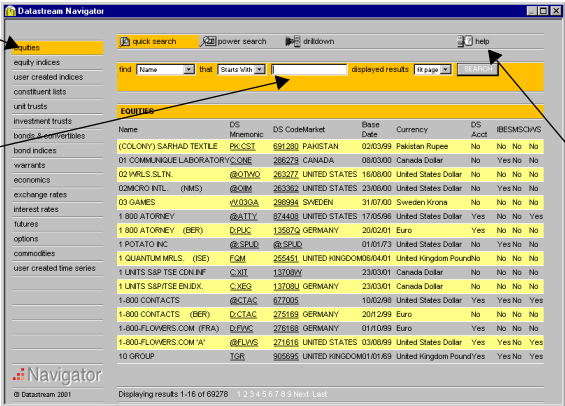 Datastream Navigator
equities
equity indices
user created indices
constituent lists
unit trusts
investment trusts
bonds & convertibles
bond indices
warrants
economics
exchange rates
interest rates
futures
options
commodities
user created time series
Navigator
© Datastream 2001
quick search power search drilldown help
find Name that Starts With displayed results fit page SEARCH
EQUITIES
Name DS Mnemonic DS Code Market Base Date Currency DS Acct IBES MSCI WS
(COLONY) SARHAD TEXTILE PK:CST 691280 PAKISTAN 02/03/99 Pakistan Rupee No No No No
01 COMMUNIQUE LABORATORY C:ONE 286279 CANADA 08/03/00 Canada Dollar No Yes No No
02 WRLS.SLTN. @OTWO 263277 UNITED STATES 16/08/00 United States Dollar No No No No
02MICRO INTL. (NMS) @OIIM 263362 UNITED STATES 23/08/00 United States Dollar No Yes No No
03 GAMES W:03GA 298994 SWEDEN 31/07/00 Sweden Krona No No No No
1 800 ATORNEY @ATTY 874408 UNITED STATES 17/05/96 United States Dollar No No No Yes
1 800 ATORNEY (BER) D:PUC 13587Q GERMANY 20/02/01 Euro Yes No No Yes
1 POTATO INC @:SPUD @:SPUD 01/01/73 United States Dollar No No No No
1 QUANTUM MRLS. (ISE) FQM 255451 UNITED KINGDOM 06/04/01 United Kingdom Pound No No No No
1 UNITS S&P TSE CDN.INF C:XIT 13708W 23/03/01 Canada Dollar No No No No
1 UNITS S&P/TSE EN.IDX. C:XEG 13708U GERMANY 23/03/01 Canada Dollar No No No No
1-800 CONTACTS @CTAC 677005 10/02/98 United States Dollar Yes Yes No Yes
1-800 CONTACTS (BER) D:CTAC 275169 GERMANY 20/12/99 Euro No No No No
1-800-FLOWERS.COM (FRA) D:FWC 276168 GERMANY 01/10/99 Euro Yes No No No
1-800-FLOWERS.COM 'A' @FLWS 271616 UNITED STATES 03/08/99 United States Dollar Yes Yes No Yes
10 GROUP TGR 905695 UNITED KINGDOM 01/01/69 United Kingdom Pound Yes Yes No Yes
Displaying results 1-16 of 69278 1 2 3 4 5 6 7 8 9 Next Last